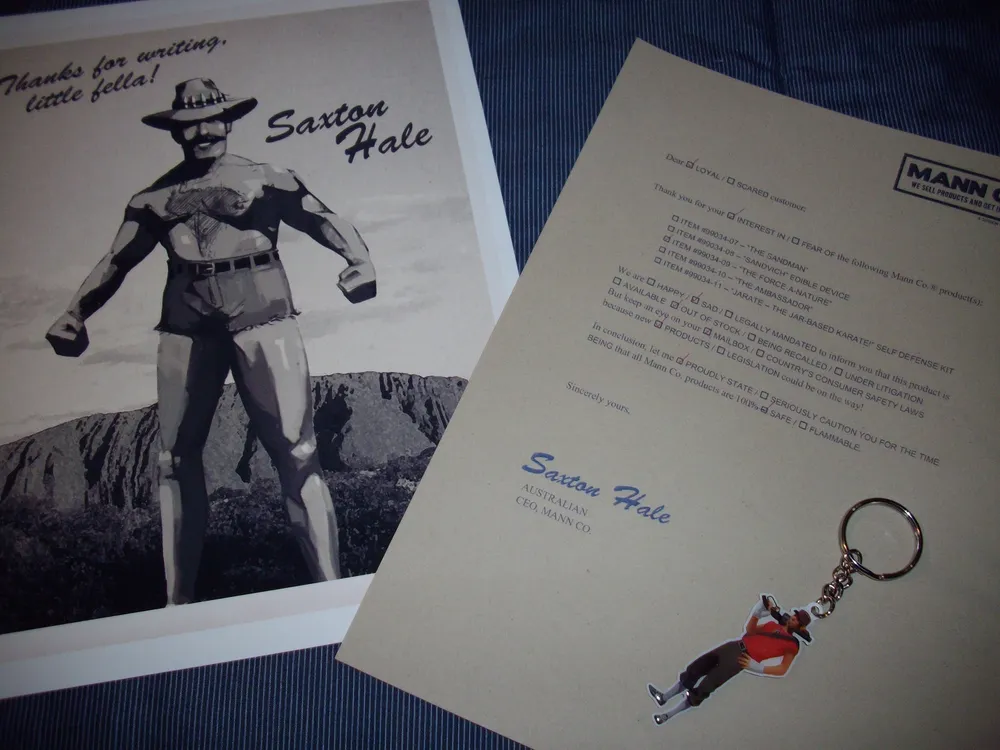 Thanks for writing,
little fella!
Saxton
Hale
MANN
WE SELL PRODUCTS AND GET
Dear ☑ LOYAL / ☐ SCARED customer;
Thank you for your ☑ INTEREST IN / ☐ FEAR OF the following Mann Co.® product(s):
☐ ITEM #99034-07 – "THE SANDMAN"
☐ ITEM #99034-08 – "SANDVICH" EDIBLE DEVICE
☑ ITEM #99034-09 – "THE FORCE-A-NATURE"
☐ ITEM #99034-10 – "THE AMBASSADOR"
☐ ITEM #99034-11 – "JARATE – THE JAR-BASED KARATE!" SELF DEFENSE KIT
We are ☐ HAPPY / ☑ SAD / ☐ LEGALLY MANDATED to inform you that this product is
☐ AVAILABLE ☑ OUT OF STOCK / ☐ BEING RECALLED / ☐ UNDER LITIGATION
But keep an eye on your ☑ MAILBOX / ☐ COUNTRY'S CONSUMER SAFETY LAWS
because new ☑ PRODUCTS / ☐ LEGISLATION could be on the way!
In conclusion, let me ☑ PROUDLY STATE / ☐ SERIOUSLY CAUTION YOU FOR THE TIME
BEING that all Mann Co. products are 100% ☑ SAFE / ☐ FLAMMABLE.
Sincerely yours,
Saxton Hale
AUSTRALIAN
CEO, MANN CO.